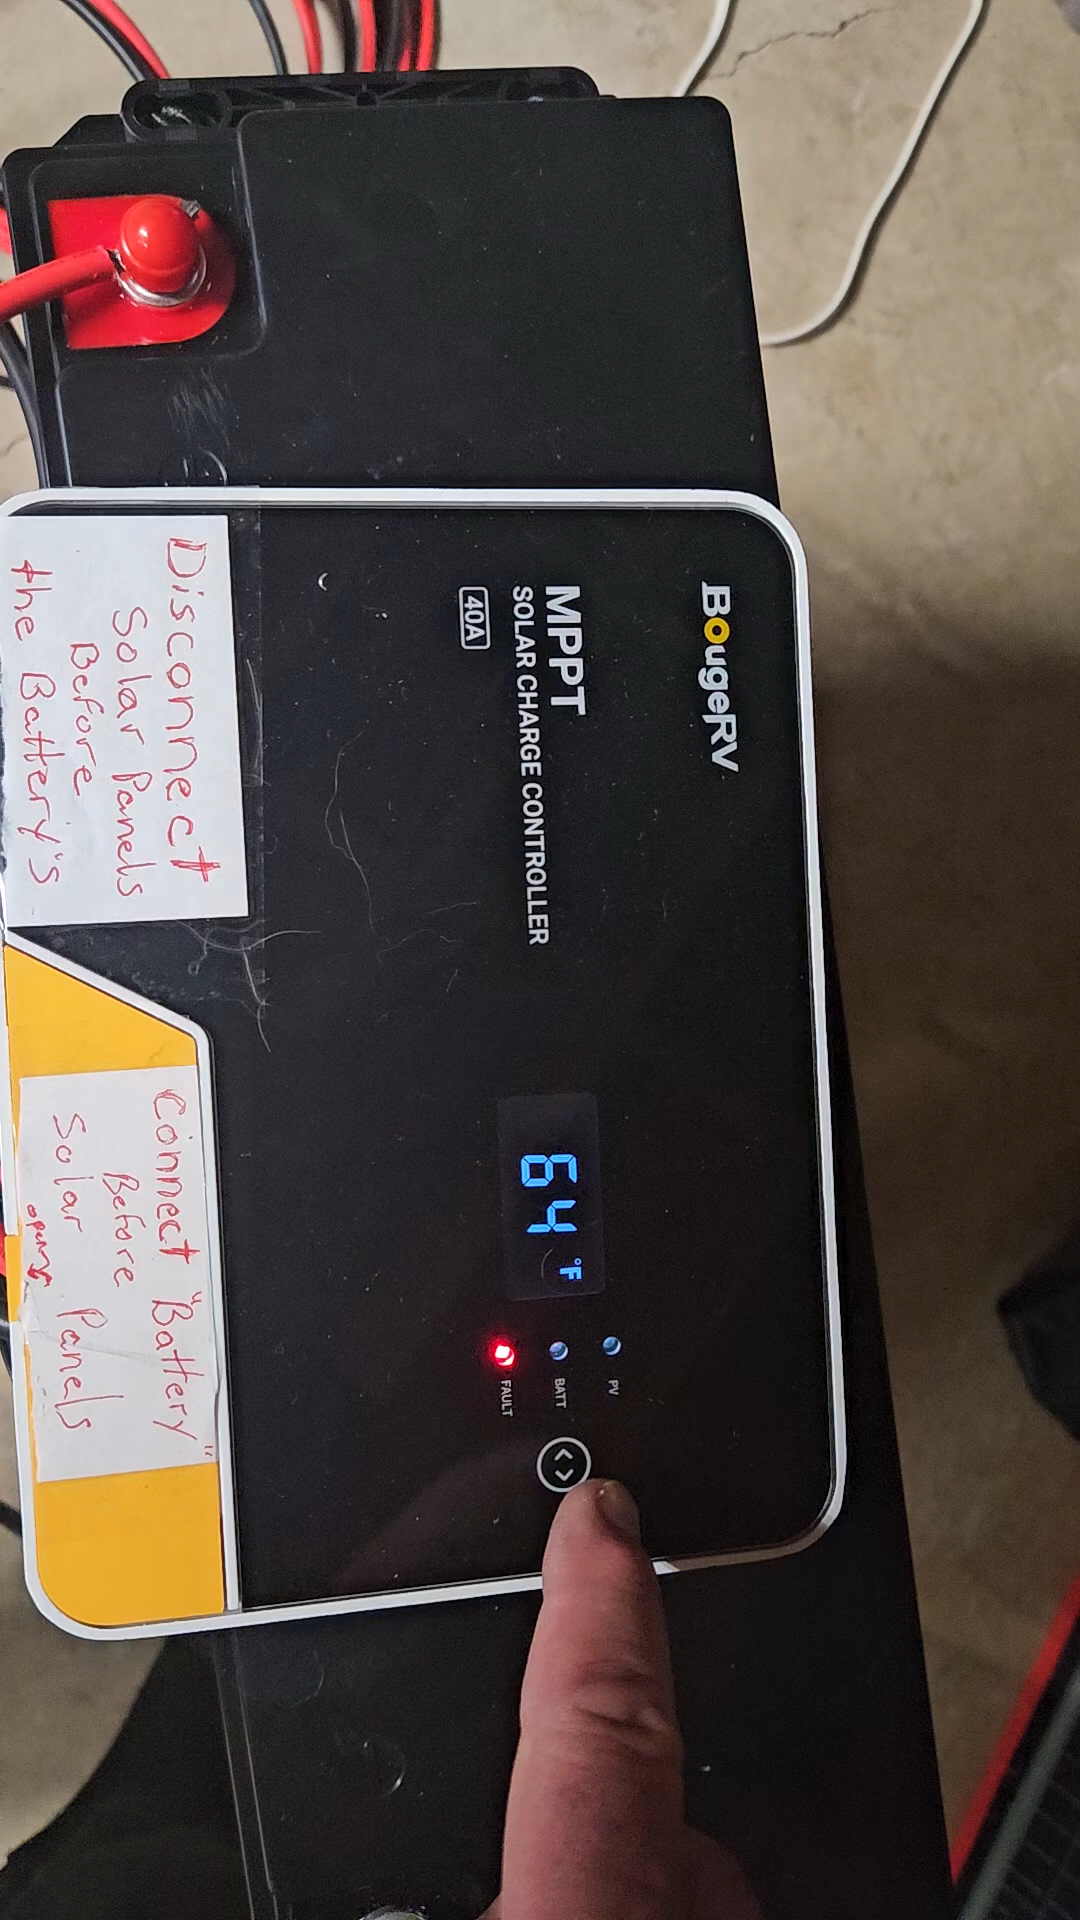 BougeRV
MPPT
SOLAR CHARGE CONTROLLER
40A
64 °F
PV
BATT
FAULT
Disconnect
Solar Panels
Before
the Battery's
Connect "Battery"
Before
Solar Panels